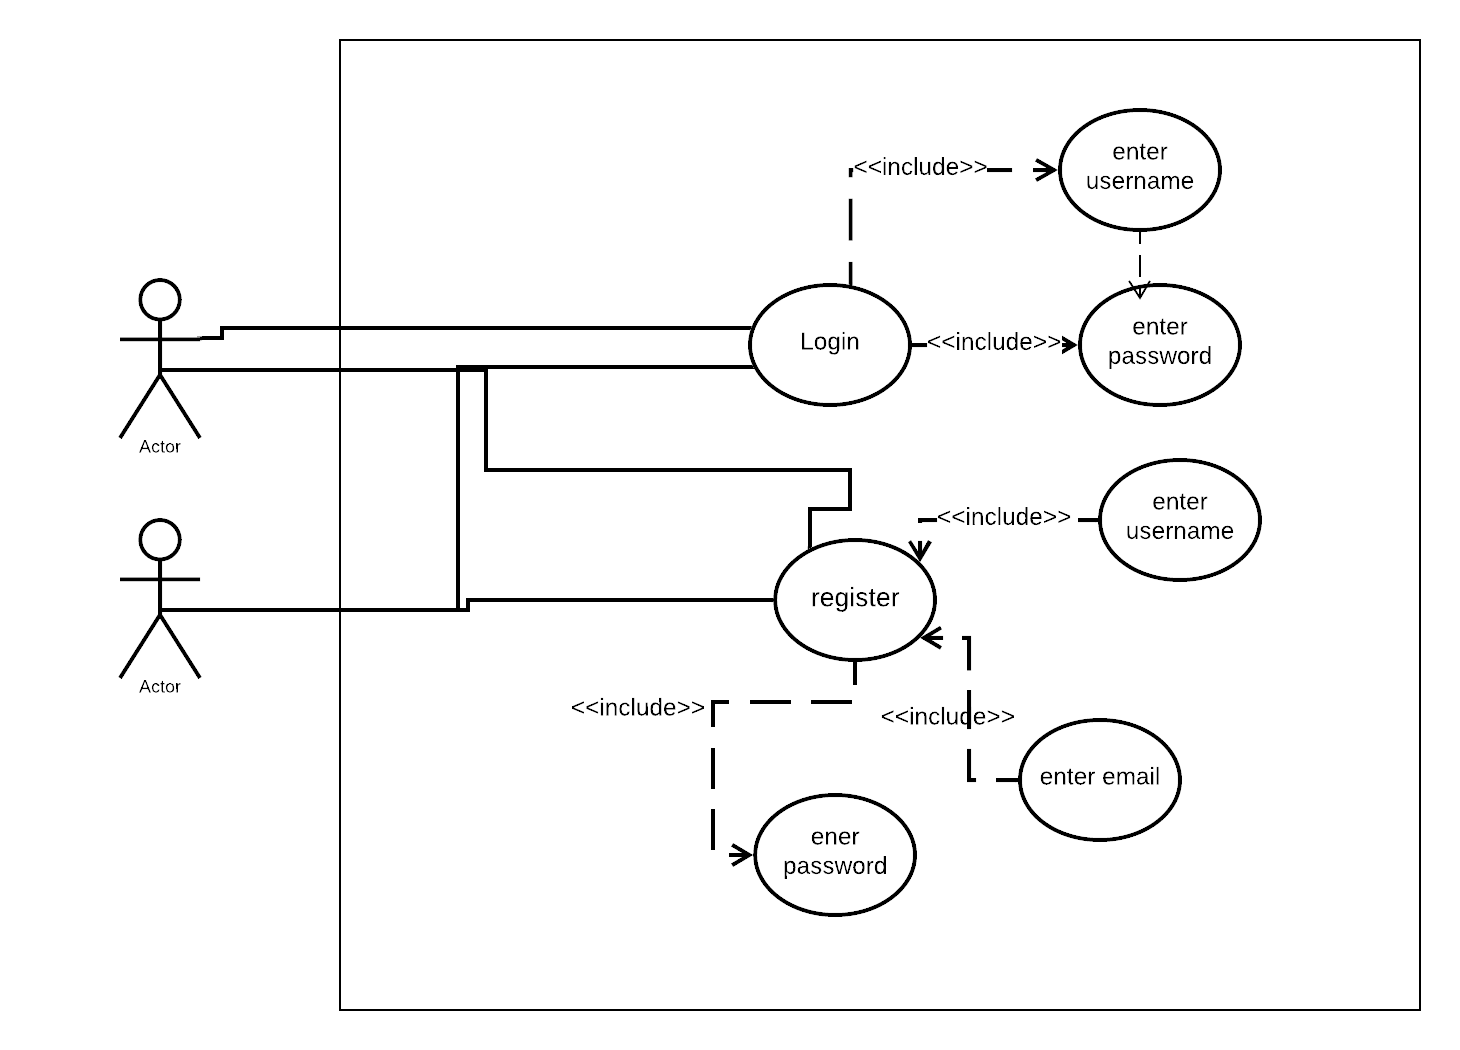 enter
username
<<include>>
Login
<<include>>
enter
password
Actor
<<include>>
enter
username
register
Actor
<<include>>
<<include>>
enter email
ener
password